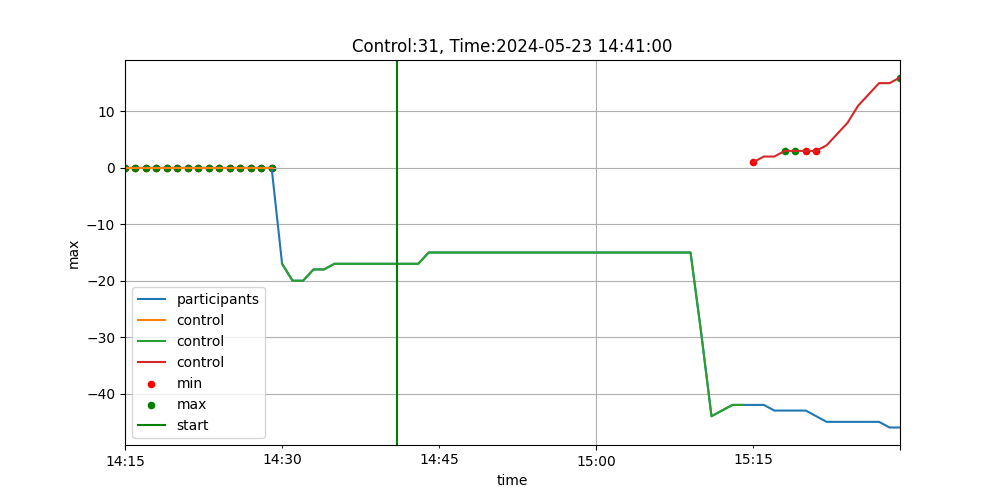 Control:31, Time:2024-05-23 14:41:00
max
10
0
−10
−20
−30
−40
participants
control
control
control
min
max
start
14:15
14:30
14:45
15:00
15:15
time